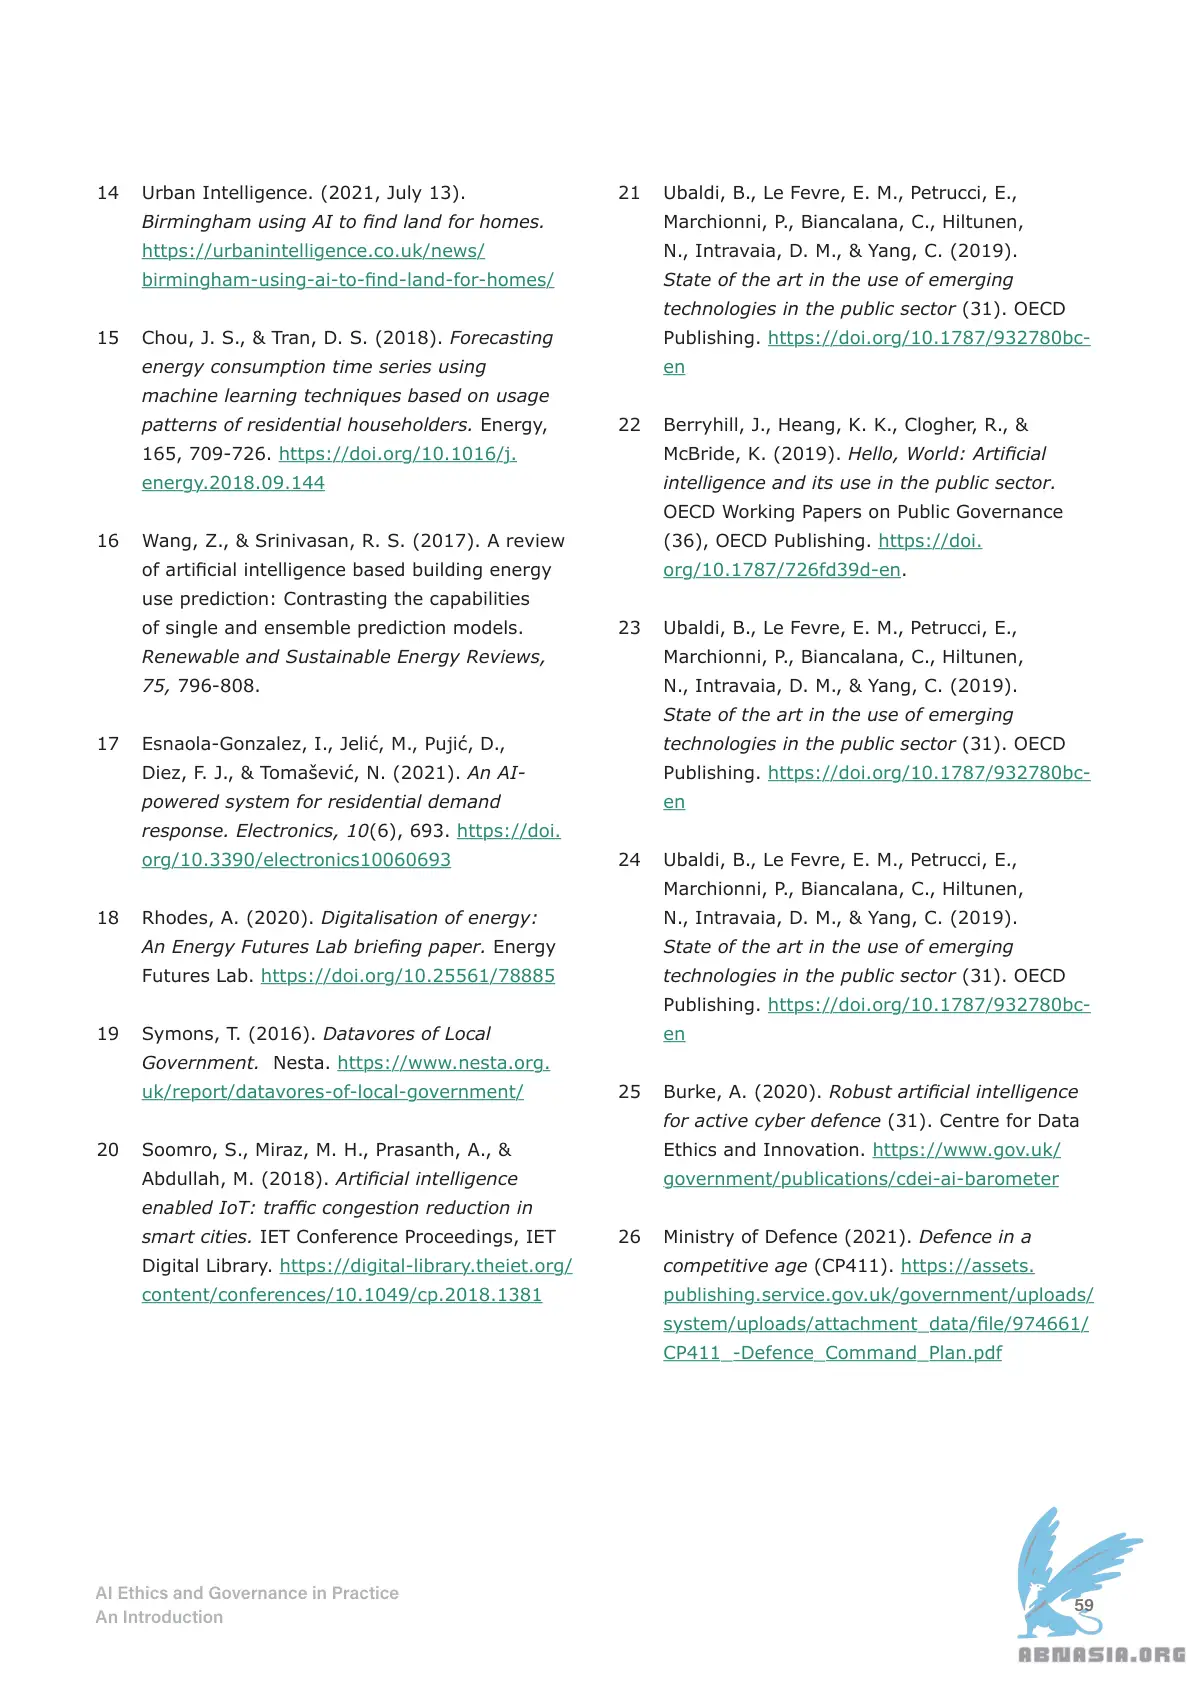 14 Urban Intelligence. (2021, July 13).
Birmingham using AI to find land for homes.
https://urbanintelligence.co.uk/news/
birmingham-using-ai-to-find-land-for-homes/
15 Chou, J. S., & Tran, D. S. (2018). Forecasting
energy consumption time series using
machine learning techniques based on usage
patterns of residential householders. Energy,
165, 709-726. https://doi.org/10.1016/j.
energy.2018.09.144
16 Wang, Z., & Srinivasan, R. S. (2017). A review
of artificial intelligence based building energy
use prediction: Contrasting the capabilities
of single and ensemble prediction models.
Renewable and Sustainable Energy Reviews,
75, 796-808.
17 Esnaola-Gonzalez, I., Jelić, M., Pujić, D.,
Diez, F. J., & Tomašević, N. (2021). An AI-
powered system for residential demand
response. Electronics, 10(6), 693. https://doi.
org/10.3390/electronics10060693
18 Rhodes, A. (2020). Digitalisation of energy:
An Energy Futures Lab briefing paper. Energy
Futures Lab. https://doi.org/10.25561/78885
19 Symons, T. (2016). Datavores of Local
Government. Nesta. https://www.nesta.org.
uk/report/datavores-of-local-government/
20 Soomro, S., Miraz, M. H., Prasanth, A., &
Abdullah, M. (2018). Artificial intelligence
enabled IoT: traffic congestion reduction in
smart cities. IET Conference Proceedings, IET
Digital Library. https://digital-library.theiet.org/
content/conferences/10.1049/cp.2018.1381
21 Ubaldi, B., Le Fevre, E. M., Petrucci, E.,
Marchionni, P., Biancalana, C., Hiltunen,
N., Intravaia, D. M., & Yang, C. (2019).
State of the art in the use of emerging
technologies in the public sector (31). OECD
Publishing. https://doi.org/10.1787/932780bc-
en
22 Berryhill, J., Heang, K. K., Clogher, R., &
McBride, K. (2019). Hello, World: Artificial
intelligence and its use in the public sector.
OECD Working Papers on Public Governance
(36), OECD Publishing. https://doi.
org/10.1787/726fd39d-en.
23 Ubaldi, B., Le Fevre, E. M., Petrucci, E.,
Marchionni, P., Biancalana, C., Hiltunen,
N., Intravaia, D. M., & Yang, C. (2019).
State of the art in the use of emerging
technologies in the public sector (31). OECD
Publishing. https://doi.org/10.1787/932780bc-
en
24 Ubaldi, B., Le Fevre, E. M., Petrucci, E.,
Marchionni, P., Biancalana, C., Hiltunen,
N., Intravaia, D. M., & Yang, C. (2019).
State of the art in the use of emerging
technologies in the public sector (31). OECD
Publishing. https://doi.org/10.1787/932780bc-
en
25 Burke, A. (2020). Robust artificial intelligence
for active cyber defence (31). Centre for Data
Ethics and Innovation. https://www.gov.uk/
government/publications/cdei-ai-barometer
26 Ministry of Defence (2021). Defence in a
competitive age (CP411). https://assets.
publishing.service.gov.uk/government/uploads/
system/uploads/attachment_data/file/974661/
CP411_-Defence_Command_Plan.pdf
AI Ethics and Governance in Practice
An Introduction
59
ABNASIA.ORG